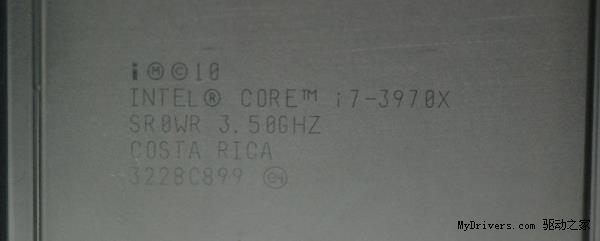 i Ⓜ © 10
INTEL® CORE™ i7-3970X
SR0WR 3.50GHZ
COSTA RICA
3228C899 e4
MyDrivers.com 驱动之家